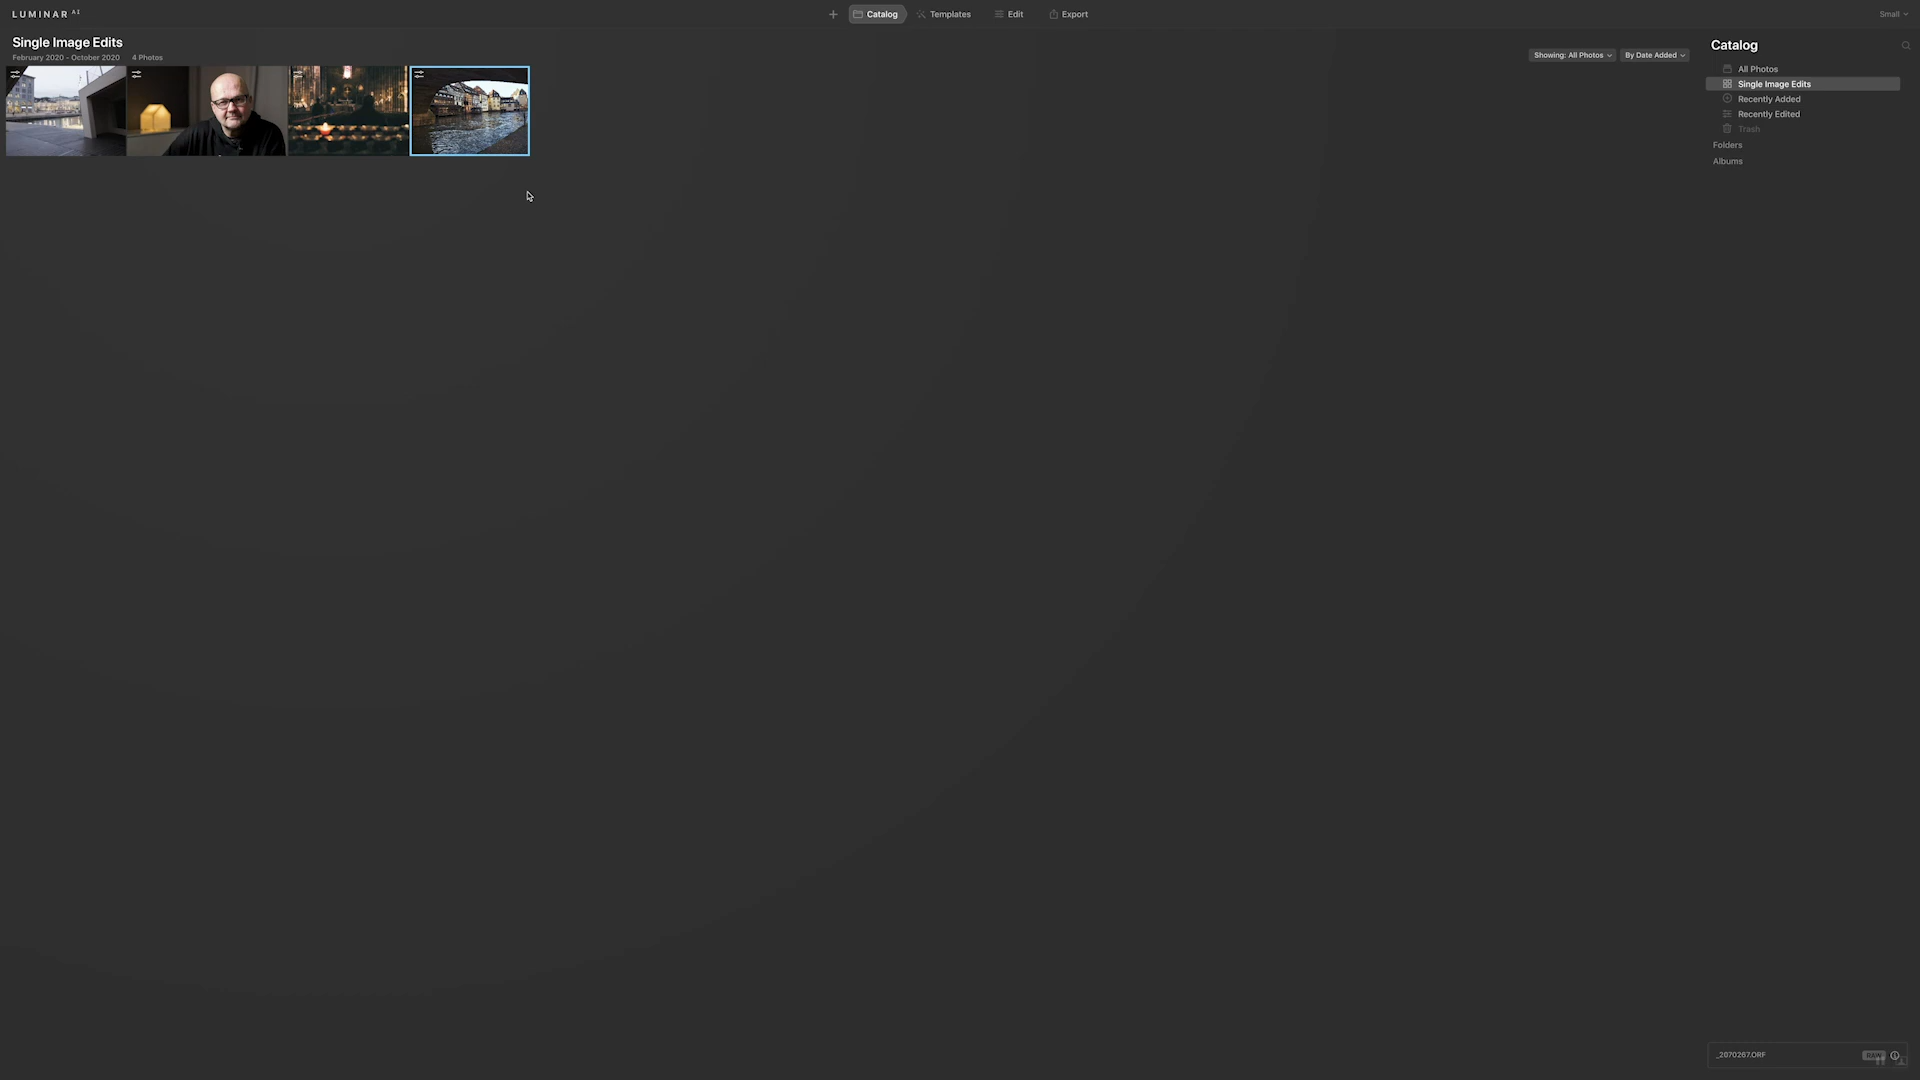 LUMINAR AI
Catalog
Templates
Edit
Export
Small
Single Image Edits
February 2020 - October 2020 4 Photos
Showing: All Photos
By Date Added
Catalog
All Photos
Single Image Edits
Recently Added
Recently Edited
Trash
Folders
Albums
_2070267.ORF
RAW